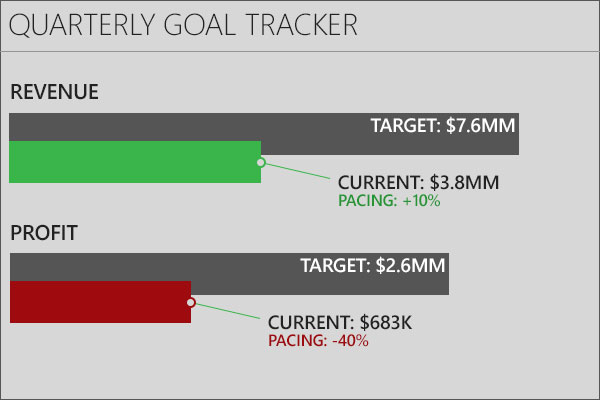 QUARTERLY GOAL TRACKER
REVENUE
TARGET: $7.6MM
CURRENT: $3.8MM
PACING: +10%
PROFIT
TARGET: $2.6MM
CURRENT: $683K
PACING: -40%